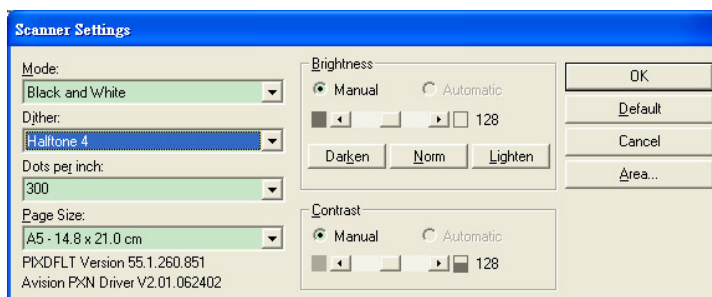 Scanner Settings
Mode:
Black and White
Dither:
Halftone 4
Dots per inch:
300
Page Size:
A5 - 14.8 x 21.0 cm
PIXDFLT Version 55.1.260.851
Avision PXN Driver V2.01.062402
Brightness
Manual
Automatic
128
Darken
Norm
Lighten
Contrast
Manual
Automatic
128
OK
Default
Cancel
Area...